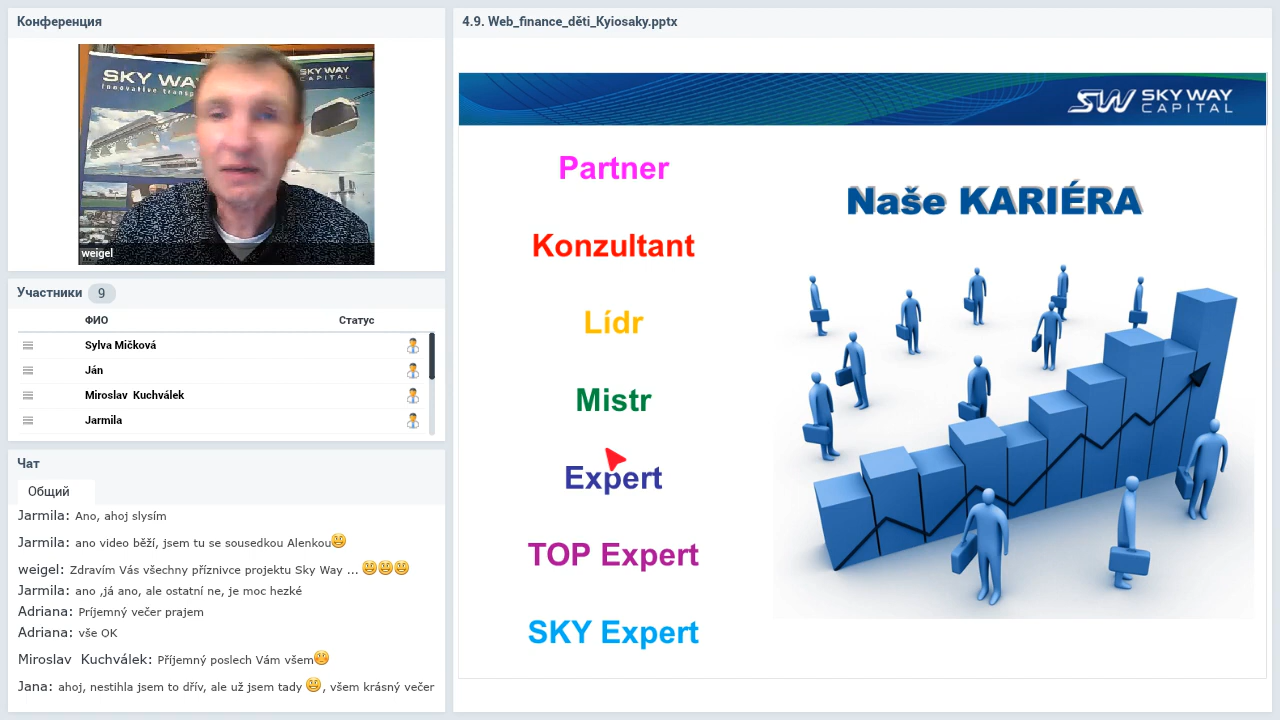 Конференция
SKY WAY
Innovative transp
SKY WAY
CAPITAL
weigel
Участники 9
ФИО Статус
Sylva Mičková
Ján
Miroslav Kuchválek
Jarmila
Чат
Общий
Jarmila: Ano, ahoj slysím
Jarmila: ano video běží, jsem tu se sousedkou Alenkou
weigel: Zdravím Vás všechny příznivce projektu Sky Way ...
Jarmila: ano ,já ano, ale ostatní ne, je moc hezké
Adriana: Príjemný večer prajem
Adriana: vše OK
Miroslav Kuchválek: Příjemný poslech Vám všem
Jana: ahoj, nestihla jsem to dřív, ale už jsem tady , všem krásný večer
4.9. Web_finance_děti_Kyiosaky.pptx
SW SKY WAY
CAPITAL
Partner
Naše KARIÉRA
Konzultant
Lídr
Mistr
Expert
TOP Expert
SKY Expert